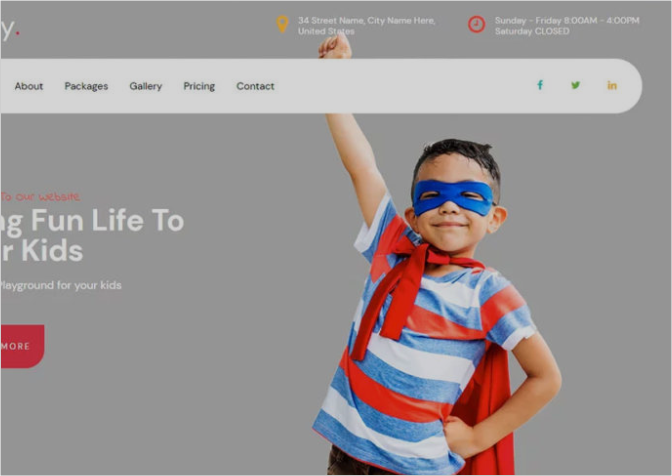 y.
34 Street Name, City Name Here,
United States
Sunday - Friday 8:00AM - 4:00PM
Saturday CLOSED
About Packages Gallery Pricing Contact
To our website
ng Fun Life To
r Kids
Playground for your kids
MORE